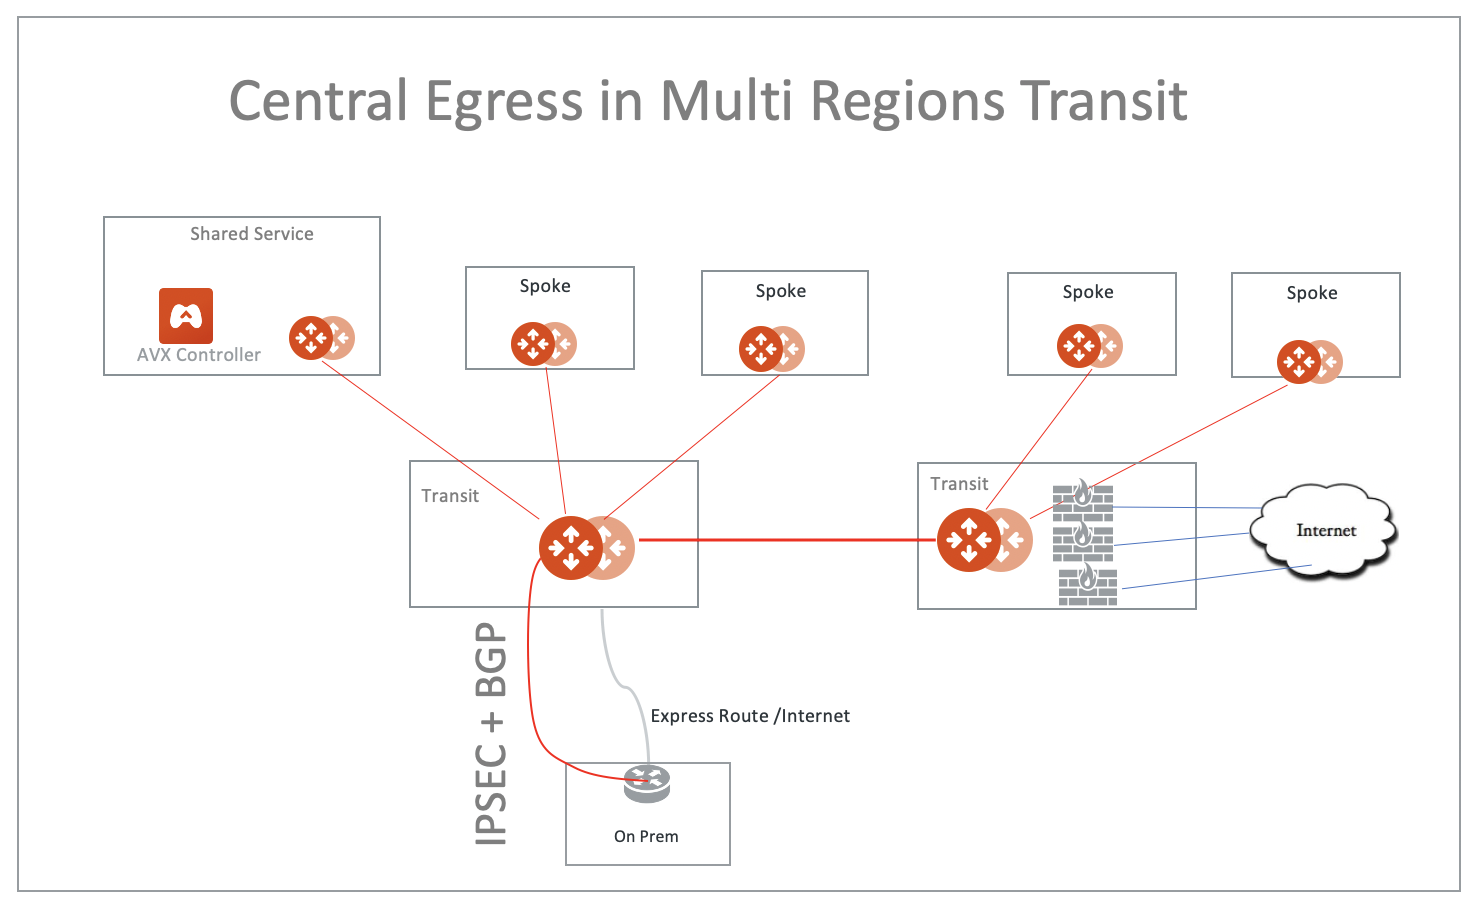 Central Egress in Multi Regions Transit
Shared Service
AVX Controller
Spoke
Spoke
Spoke
Spoke
Transit
Transit
Internet
IPSEC + BGP
Express Route /Internet
On Prem